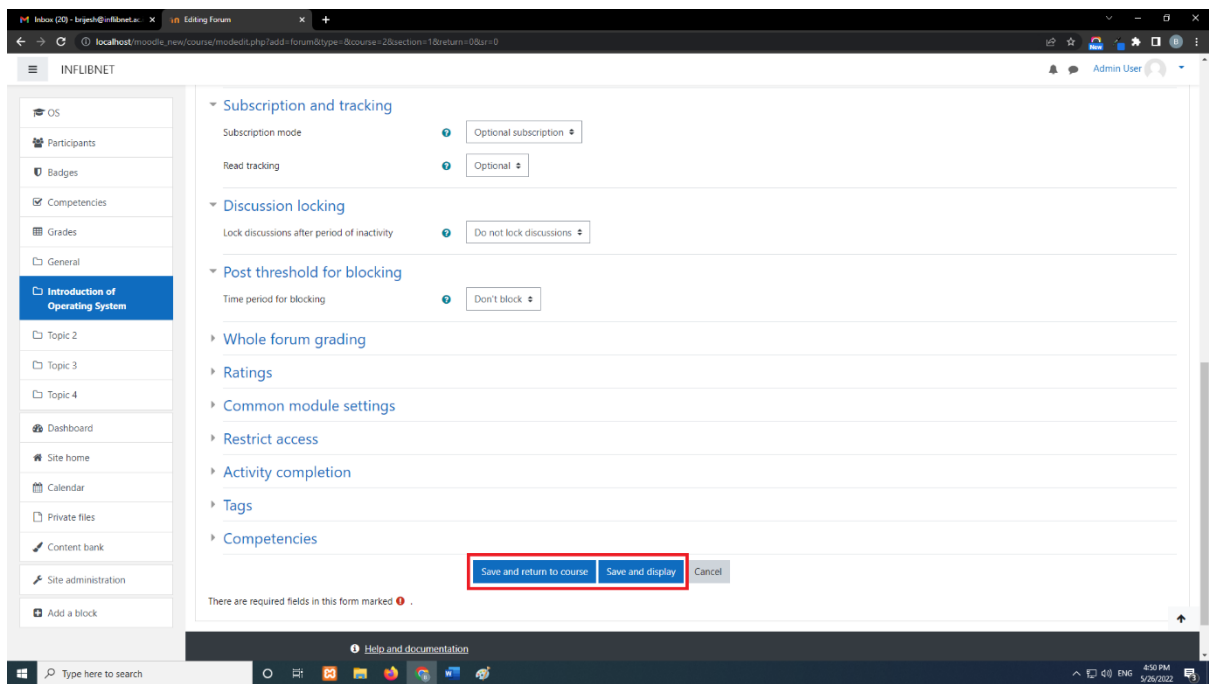 Inbox (20) - brijesh@inflibnet.ac.
Editing Forum
localhost/moodle_new/course/modedit.php?add=forum&type=&course=2&section=1&return=0&sr=0
New
B
INFLIBNET
Admin User
OS
Participants
Badges
Competencies
Grades
General
Introduction of
Operating System
Topic 2
Topic 3
Topic 4
Dashboard
Site home
Calendar
Private files
Content bank
Site administration
Add a block
Subscription and tracking
Subscription mode
Optional subscription
Read tracking
Optional
Discussion locking
Lock discussions after period of inactivity
Do not lock discussions
Post threshold for blocking
Time period for blocking
Don't block
Whole forum grading
Ratings
Common module settings
Restrict access
Activity completion
Tags
Competencies
Save and return to course Save and display Cancel
There are required fields in this form marked .
Help and documentation
Type here to search
ENG
4:50 PM
5/26/2022